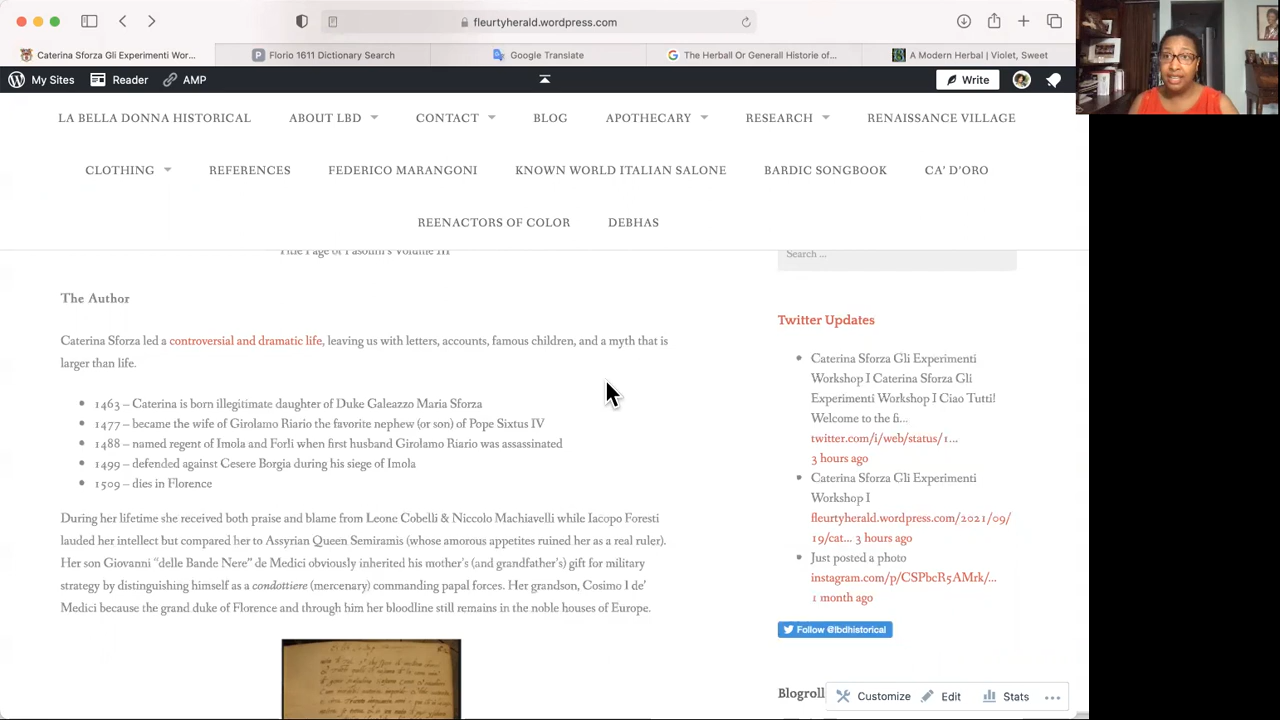 fleurtyherald.wordpress.com
Caterina Sforza Gli Experimenti Wor...
Florio 1611 Dictionary Search
Google Translate
The Herball Or Generall Historie of...
A Modern Herbal | Violet, Sweet
My Sites
Reader
AMP
Write
LA BELLA DONNA HISTORICAL
ABOUT LBD
CONTACT
BLOG
APOTHECARY
RESEARCH
RENAISSANCE VILLAGE
CLOTHING
REFERENCES
FEDERICO MARANGONI
KNOWN WORLD ITALIAN SALONE
BARDIC SONGBOOK
CA' D'ORO
REENACTORS OF COLOR
DEBHAS
Title Page of Pasolini's Volume III
The Author
Caterina Sforza led a controversial and dramatic life, leaving us with letters, accounts, famous children, and a myth that is
larger than life.
1463 – Caterina is born illegitimate daughter of Duke Galeazzo Maria Sforza
1477 – became the wife of Girolamo Riario the favorite nephew (or son) of Pope Sixtus IV
1488 – named regent of Imola and Forli when first husband Girolamo Riario was assassinated
1499 – defended against Cesere Borgia during his siege of Imola
1509 – dies in Florence
During her lifetime she received both praise and blame from Leone Cobelli & Niccolo Machiavelli while Iacopo Foresti
lauded her intellect but compared her to Assyrian Queen Semiramis (whose amorous appetites ruined her as a real ruler).
Her son Giovanni “delle Bande Nere” de Medici obviously inherited his mother’s (and grandfather’s) gift for military
strategy by distinguishing himself as a condottiere (mercenary) commanding papal forces. Her grandson, Cosimo I de’
Medici because the grand duke of Florence and through him her bloodline still remains in the noble houses of Europe.
Search ...
Twitter Updates
Caterina Sforza Gli Experimenti
Workshop I Caterina Sforza Gli
Experimenti Workshop I Ciao Tutti!
Welcome to the fi...
twitter.com/i/web/status/1...
3 hours ago
Caterina Sforza Gli Experimenti
Workshop I
fleurtyherald.wordpress.com/2021/09/
19/cat... 3 hours ago
Just posted a photo
instagram.com/p/CSPbcR5AMrk/...
1 month ago
Follow @lbdhistorical
Blogroll
Customize
Edit
Stats